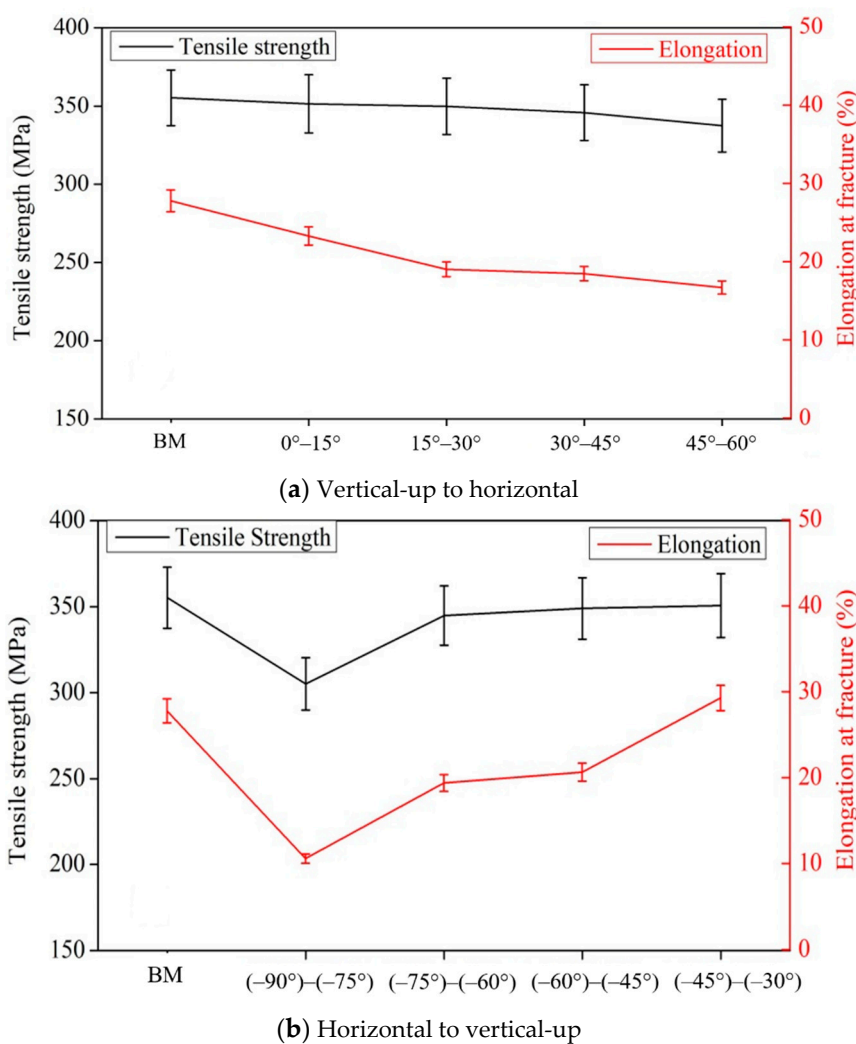 400
350
300
250
200
150
Tensile strength (MPa)
Tensile strength
Elongation
50
40
30
20
10
0
Elongation at fracture (%)
BM 0°–15° 15°–30° 30°–45° 45°–60°
(a) Vertical-up to horizontal
400
350
300
250
200
150
Tensile strength (MPa)
Tensile Strength
Elongation
50
40
30
20
10
0
Elongation at fracture (%)
BM (–90°)–(–75°) (–75°)–(–60°) (–60°)–(–45°) (–45°)–(–30°)
(b) Horizontal to vertical-up